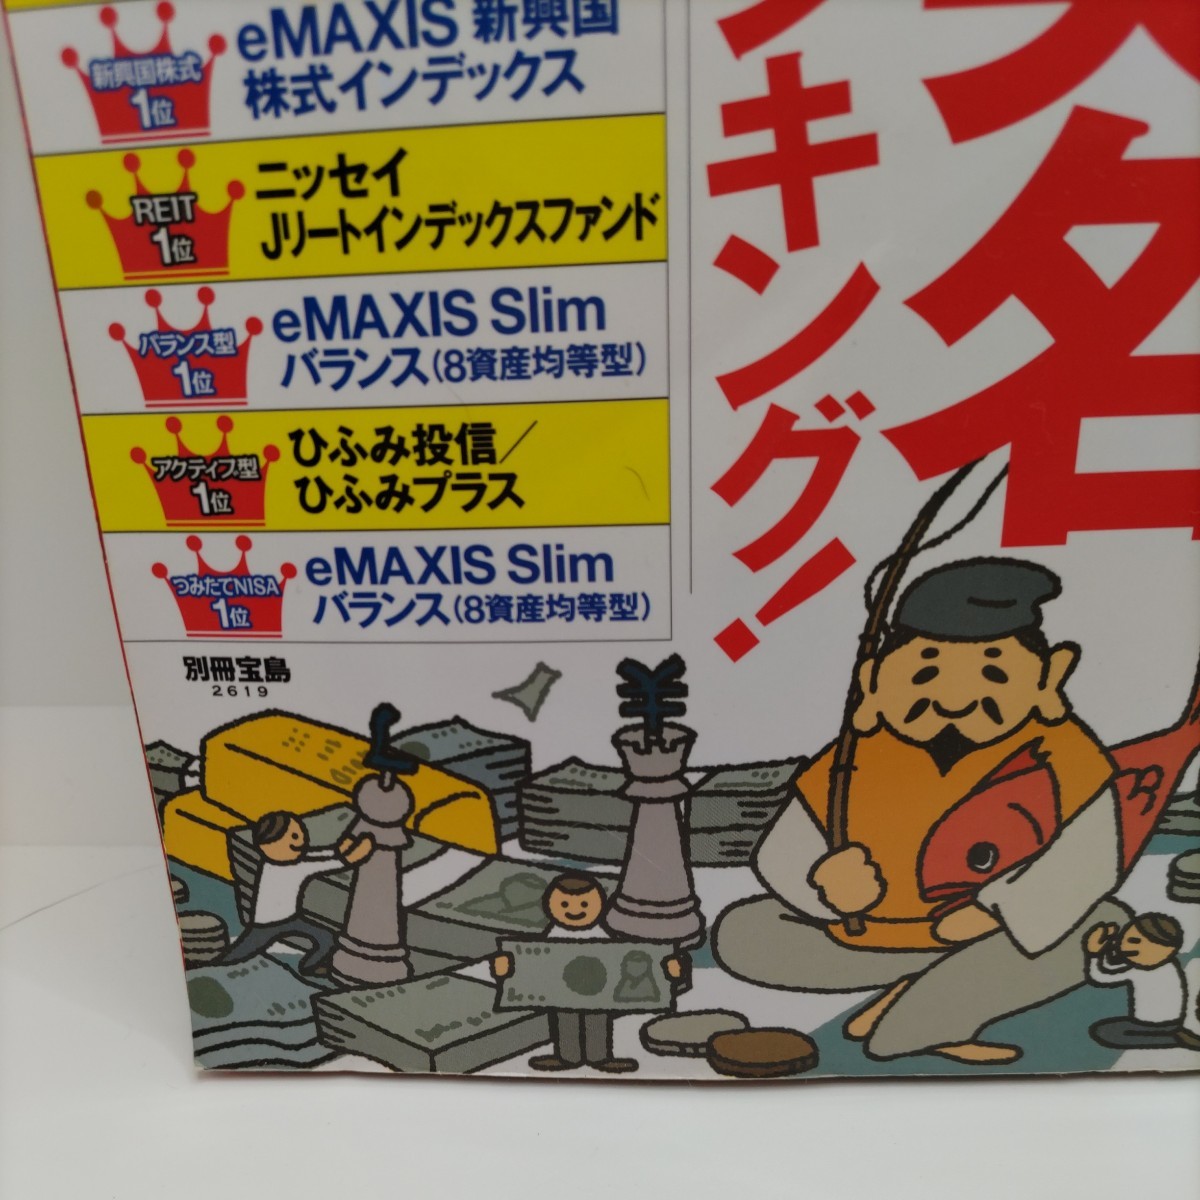 新興国株式
1位
eMAXIS 新興国
株式インデックス
REIT
1位
ニッセイ
Jリートインデックスファンド
バランス型
1位
eMAXIS Slim
バランス(8資産均等型)
アクティブ型
1位
ひふみ投信/
ひふみプラス
つみたてNISA
1位
eMAXIS Slim
バランス(8資産均等型)
キング!
名
別冊宝島
2619
£
¥